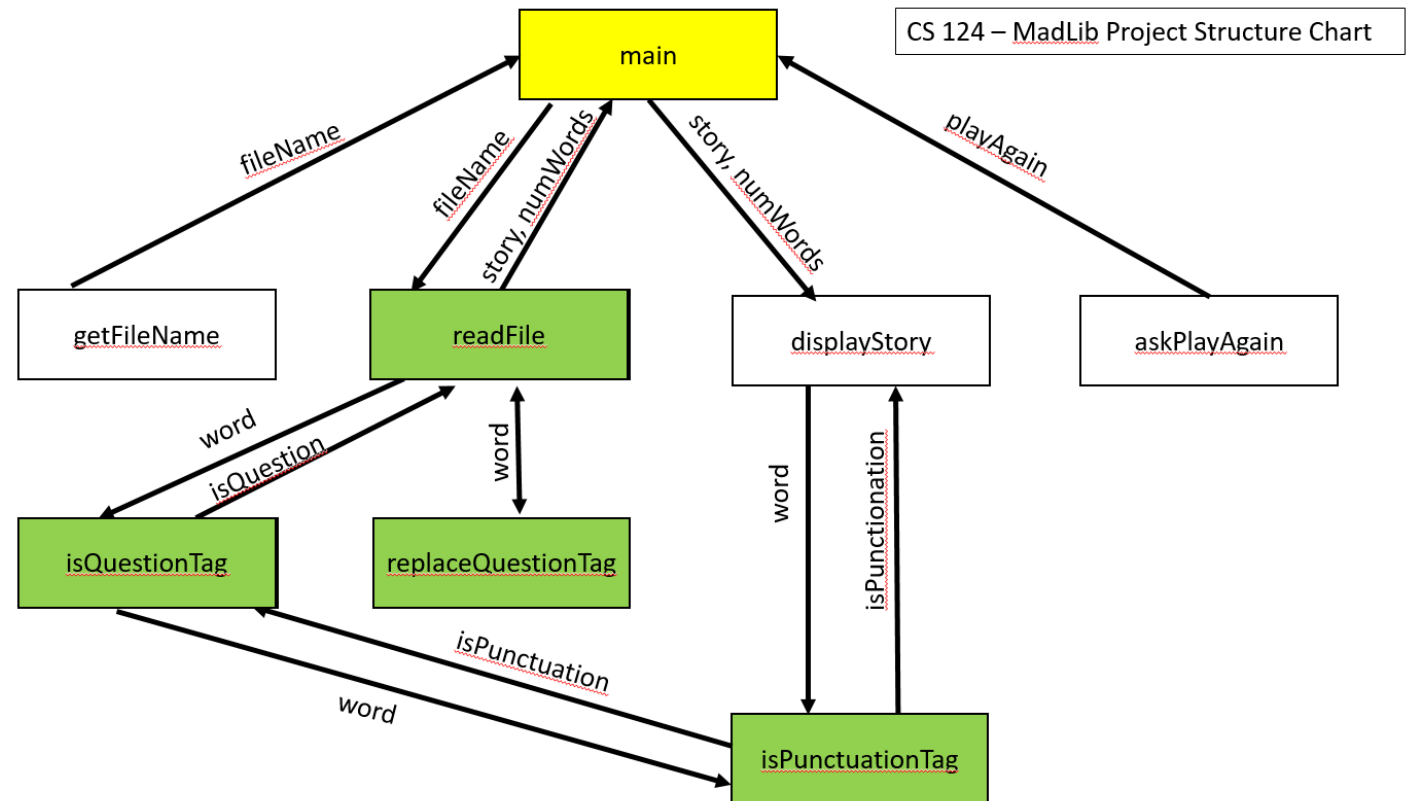 CS 124 – MadLib Project Structure Chart
main
fileName
fileName
story, numWords
story, numWords
playAgain
getFileName
readFile
displayStory
askPlayAgain
word
isQuestion
word
word
isPunctionation
isQuestionTag
replaceQuestionTag
isPunctuation
word
isPunctuationTag